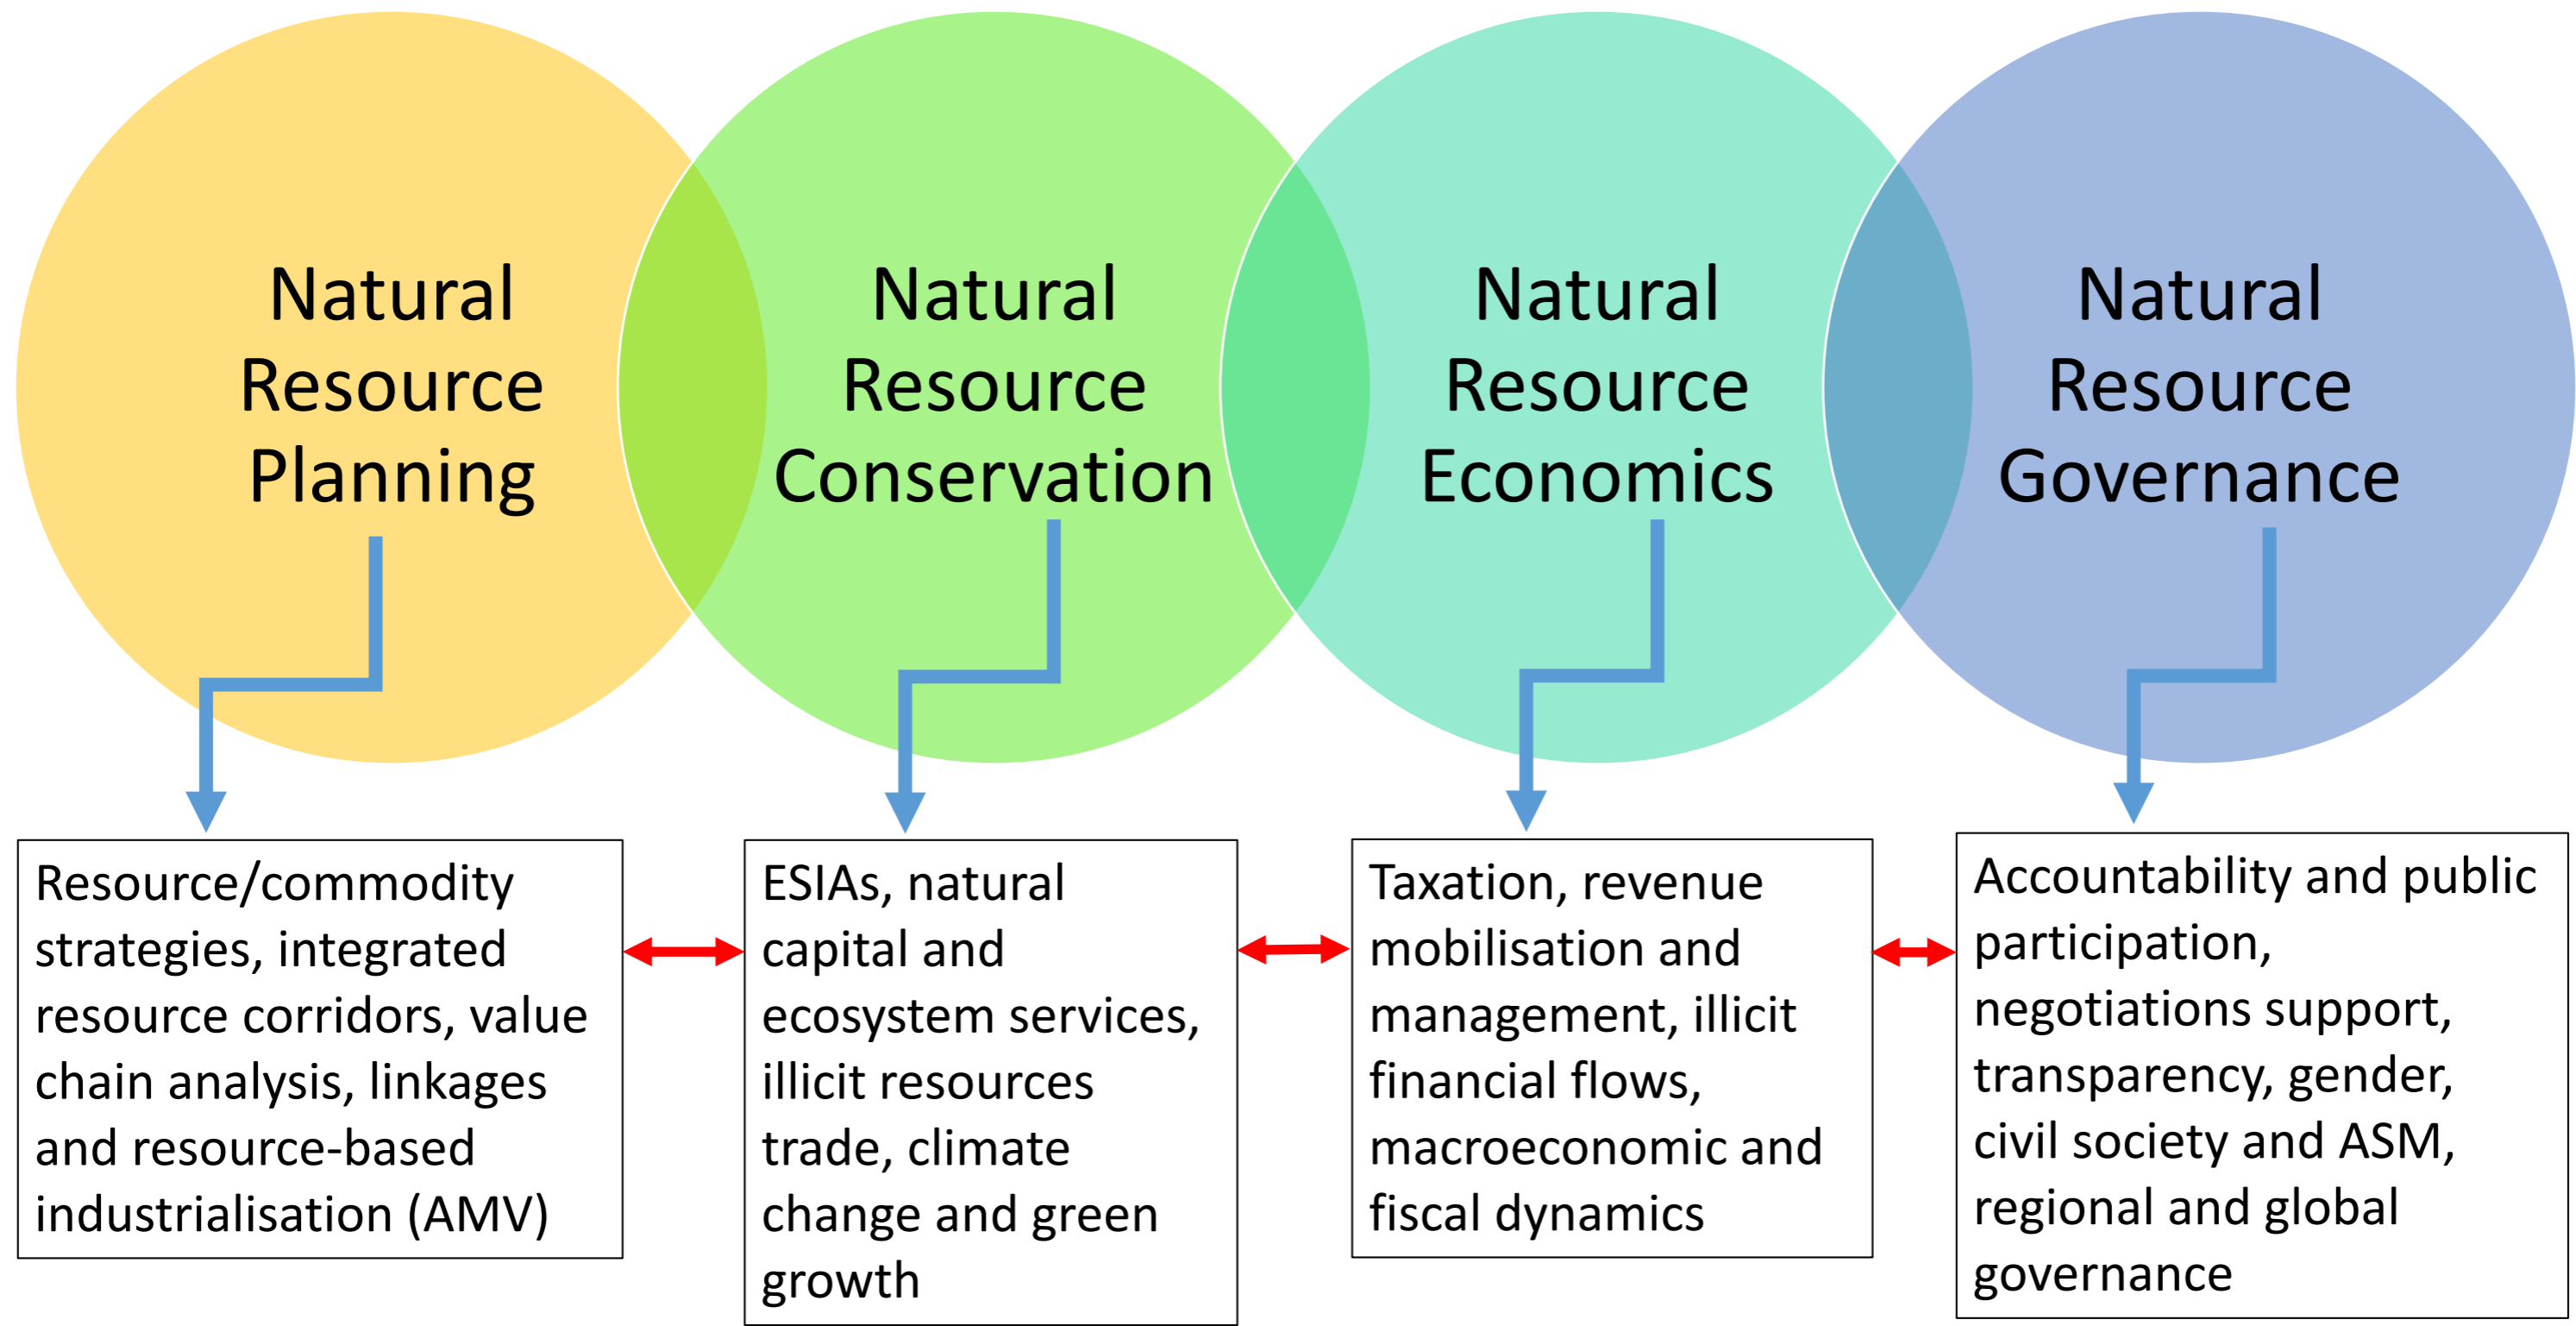 Natural
Resource
Planning
Natural
Resource
Conservation
Natural
Resource
Economics
Natural
Resource
Governance
Resource/commodity
strategies, integrated
resource corridors, value
chain analysis, linkages
and resource-based
industrialisation (AMV)
ESIAs, natural
capital and
ecosystem services,
illicit resources
trade, climate
change and green
growth
Taxation, revenue
mobilisation and
management, illicit
financial flows,
macroeconomic and
fiscal dynamics
Accountability and public
participation,
negotiations support,
transparency, gender,
civil society and ASM,
regional and global
governance